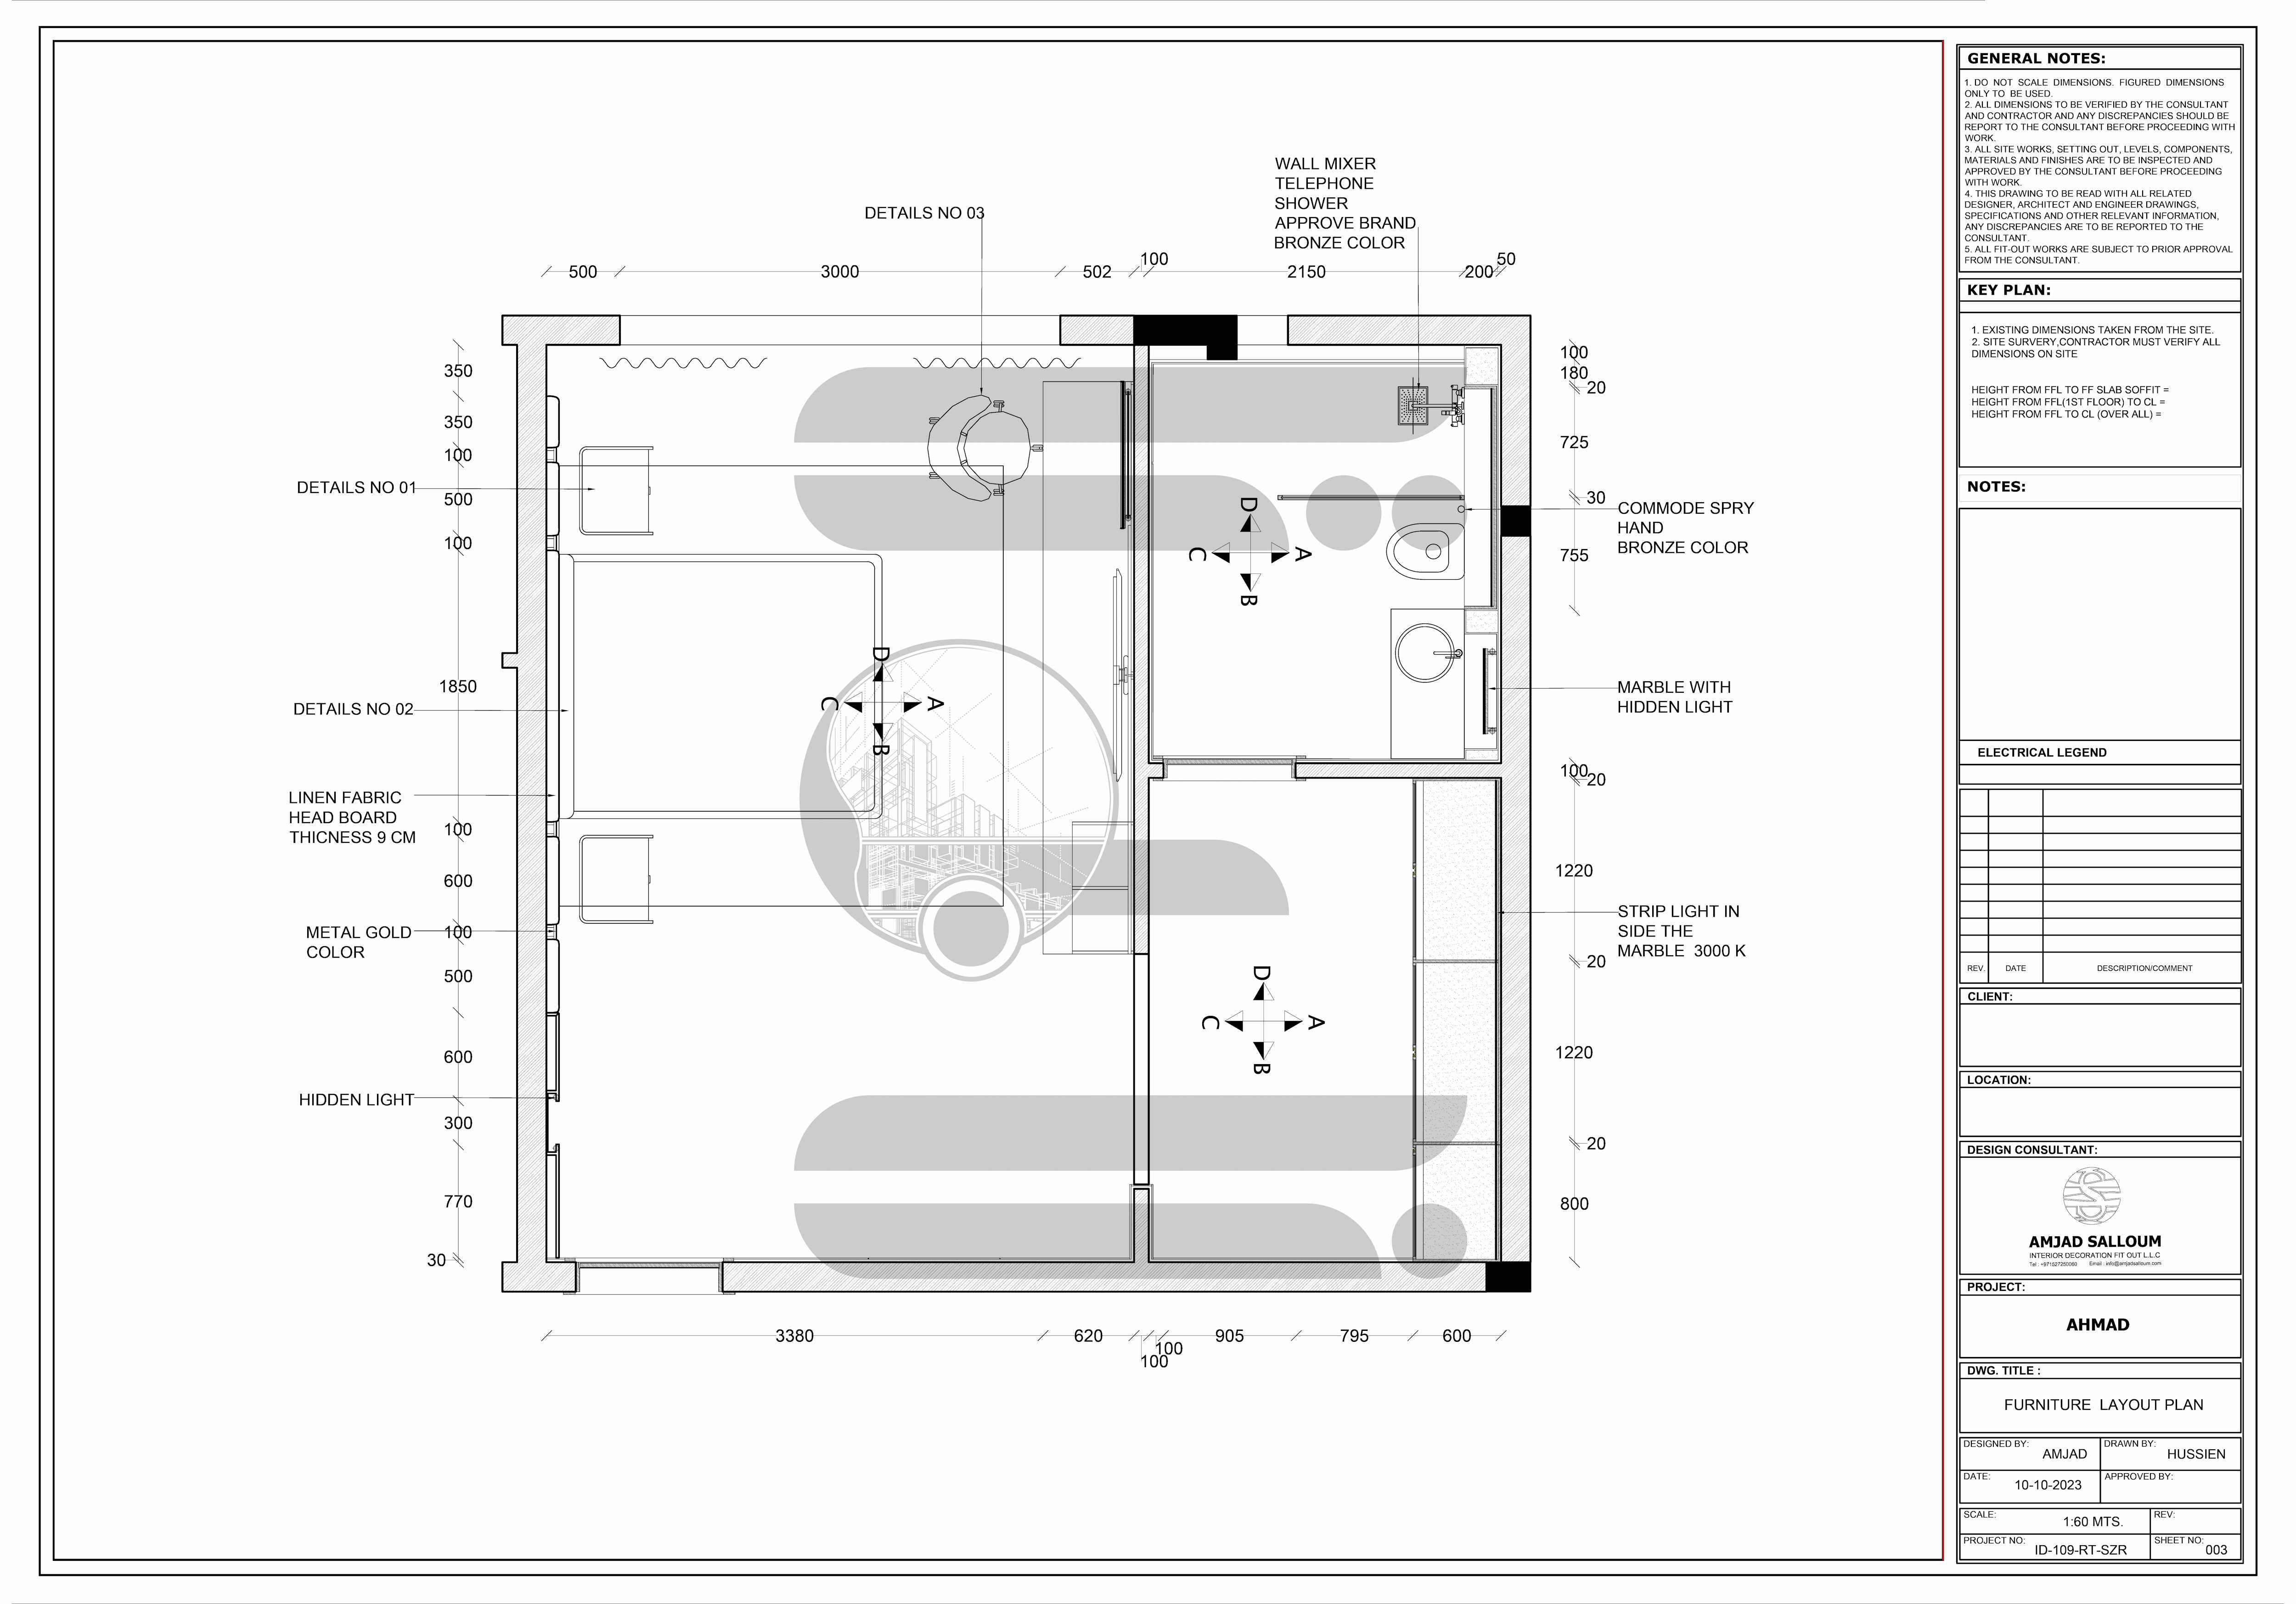 DETAILS NO 03
WALL MIXER
TELEPHONE
SHOWER
APPROVE BRAND
BRONZE COLOR
500
3000
502
100
2150
200
50
350
350
100
500
100
1850
100
600
100
500
600
300
770
30
DETAILS NO 01
DETAILS NO 02
LINEN FABRIC
HEAD BOARD
THICNESS 9 CM
METAL GOLD
COLOR
HIDDEN LIGHT
D
C
A
B
D
C
A
B
D
C
A
B
100
180
20
725
30
755
100
20
1220
20
1220
20
800
COMMODE SPRY
HAND
BRONZE COLOR
MARBLE WITH
HIDDEN LIGHT
STRIP LIGHT IN
SIDE THE
MARBLE 3000 K
3380
620
100
100
905
795
600
GENERAL NOTES:
1. DO NOT SCALE DIMENSIONS. FIGURED DIMENSIONS
ONLY TO BE USED.
2. ALL DIMENSIONS TO BE VERIFIED BY THE CONSULTANT
AND CONTRACTOR AND ANY DISCREPANCIES SHOULD BE
REPORT TO THE CONSULTANT BEFORE PROCEEDING WITH
WORK.
3. ALL SITE WORKS, SETTING OUT, LEVELS, COMPONENTS,
MATERIALS AND FINISHES ARE TO BE INSPECTED AND
APPROVED BY THE CONSULTANT BEFORE PROCEEDING
WITH WORK.
4. THIS DRAWING TO BE READ WITH ALL RELATED
DESIGNER, ARCHITECT AND ENGINEER DRAWINGS,
SPECIFICATIONS AND OTHER RELEVANT INFORMATION,
ANY DISCREPANCIES ARE TO BE REPORTED TO THE
CONSULTANT.
5. ALL FIT-OUT WORKS ARE SUBJECT TO PRIOR APPROVAL
FROM THE CONSULTANT.
KEY PLAN:
1. EXISTING DIMENSIONS TAKEN FROM THE SITE.
2. SITE SURVERY,CONTRACTOR MUST VERIFY ALL
DIMENSIONS ON SITE
HEIGHT FROM FFL TO FF SLAB SOFFIT =
HEIGHT FROM FFL(1ST FLOOR) TO CL =
HEIGHT FROM FFL TO CL (OVER ALL) =
NOTES:
ELECTRICAL LEGEND
REV. DATE DESCRIPTION/COMMENT
CLIENT:
LOCATION:
DESIGN CONSULTANT:
AMJAD SALLOUM
INTERIOR DECORATION FIT OUT L.L.C
Tel : +971527250060 Email : info@amjadsalloum.com
PROJECT:
AHMAD
DWG. TITLE :
FURNITURE LAYOUT PLAN
DESIGNED BY: AMJAD DRAWN BY: HUSSIEN
DATE: 10-10-2023 APPROVED BY:
SCALE: 1:60 MTS. REV:
PROJECT NO: ID-109-RT-SZR SHEET NO: 003